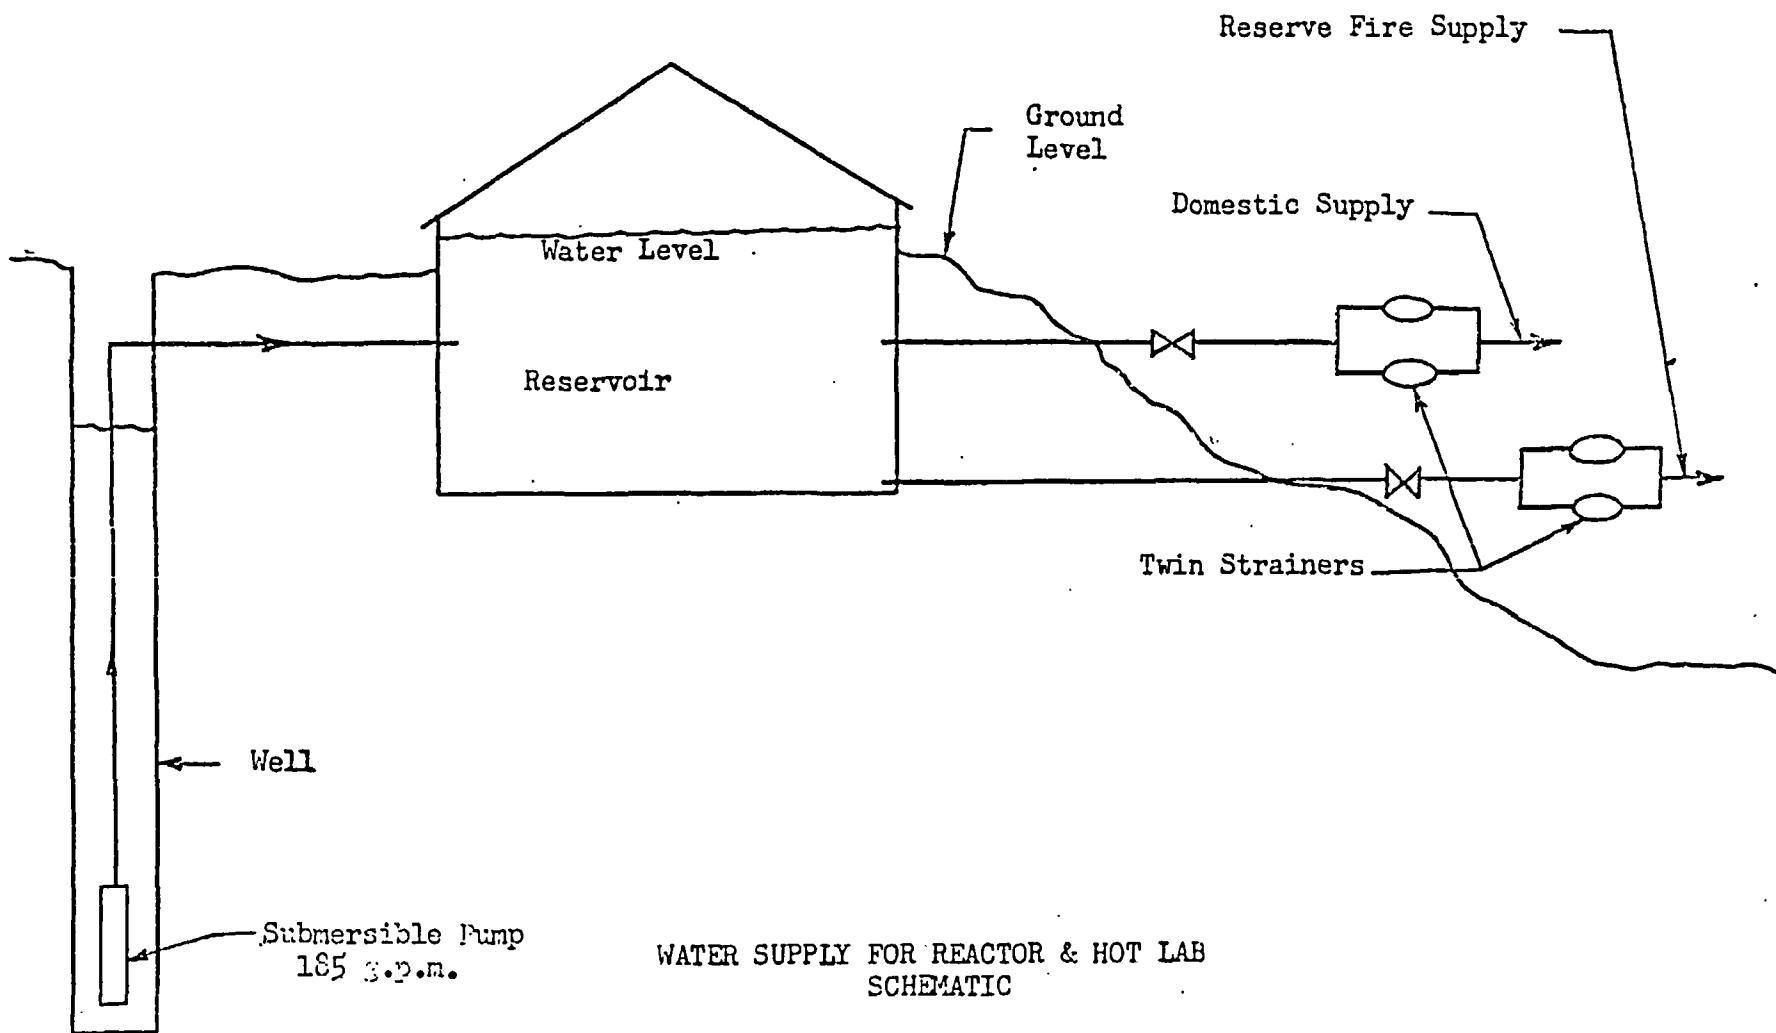 Reserve Fire Supply
Ground
Level
Domestic Supply
Water Level
Reservoir
Twin Strainers
Well
Submersible Pump
185 g.p.m.
WATER SUPPLY FOR REACTOR & HOT LAB
SCHEMATIC